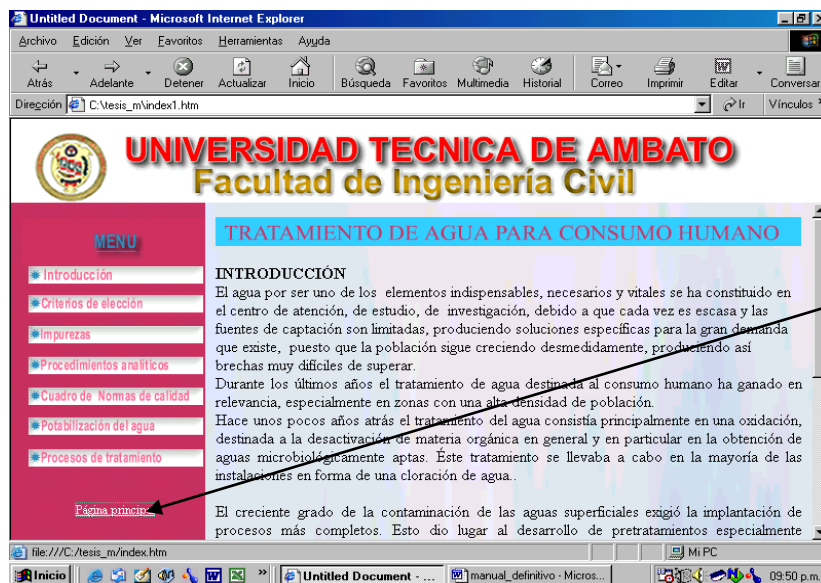 Untitled Document - Microsoft Internet Explorer
Archivo Edición Ver Favoritos Herramientas Ayuda
Atrás Adelante Detener Actualizar Inicio Búsqueda Favoritos Multimedia Historial Correo Imprimir Editar Conversar
Dirección C:\tesis_m\index1.htm Ir Vínculos
UNIVERSIDAD TECNICA DE AMBATO
Facultad de Ingeniería Civil
MENU
Introducción
Criterios de elección
Impurezas
Procedimientos analíticos
Cuadro de Normas de calidad
Potabilización del agua
Procesos de tratamiento
Página principal
TRATAMIENTO DE AGUA PARA CONSUMO HUMANO
INTRODUCCIÓN
El agua por ser uno de los elementos indispensables, necesarios y vitales se ha constituido en
el centro de atención, de estudio, de investigación, debido a que cada vez es escasa y las
fuentes de captación son limitadas, produciendo soluciones específicas para la gran demanda
que existe, puesto que la población sigue creciendo desmedidamente, produciendo así
brechas muy difíciles de superar.
Durante los últimos años el tratamiento de agua destinada al consumo humano ha ganado en
relevancia, especialmente en zonas con una alta densidad de población.
Hace unos pocos años atrás el tratamiento del agua consistía principalmente en una oxidación,
destinada a la desactivación de materia orgánica en general y en particular en la obtención de
aguas microbiológicamente aptas. Éste tratamiento se llevaba a cabo en la mayoría de las
instalaciones en forma de una cloración de agua..
El creciente grado de la contaminación de las aguas superficiales exigió la implantación de
procesos más completos. Esto dio lugar al desarrollo de pretratamientos especialmente
file:///C:/tesis_m/index.htm Mi PC
Inicio » Untitled Document - ... manual_definitivo - Micros... 09:50 p.m.